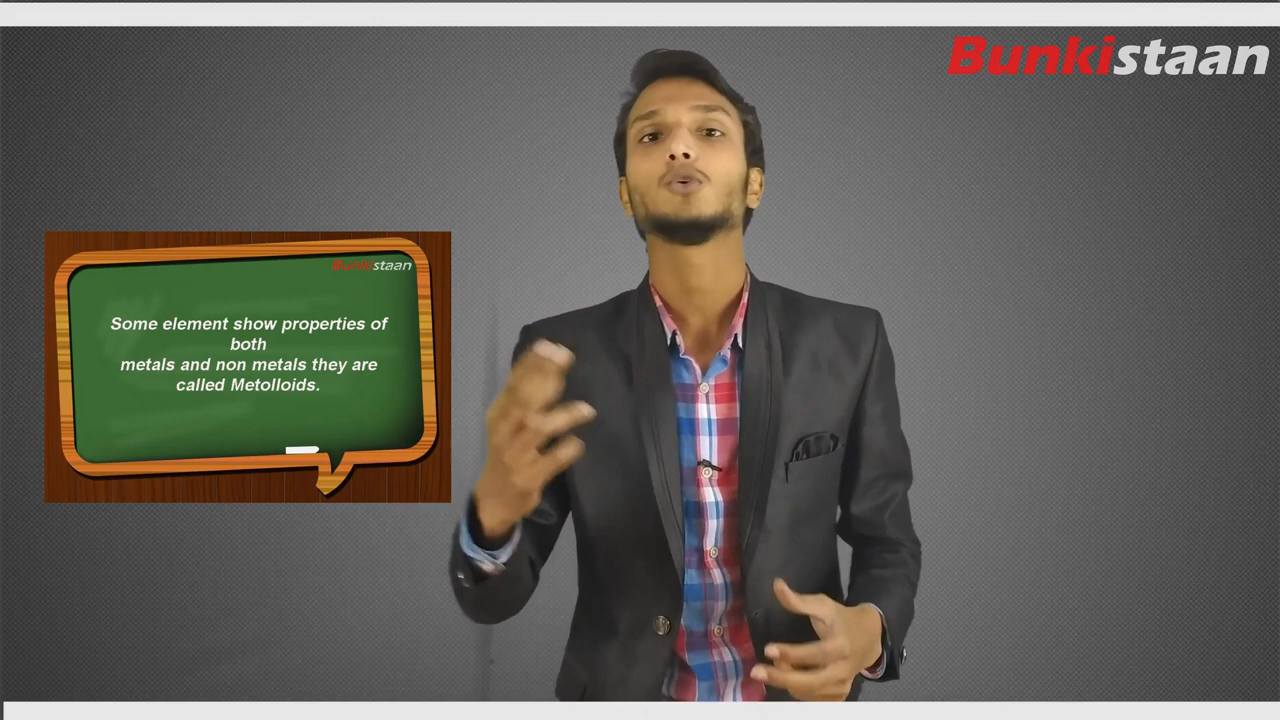 Bunkistaan
Bunkistaan
Some element show properties of
both
metals and non metals they are
called Metolloids.